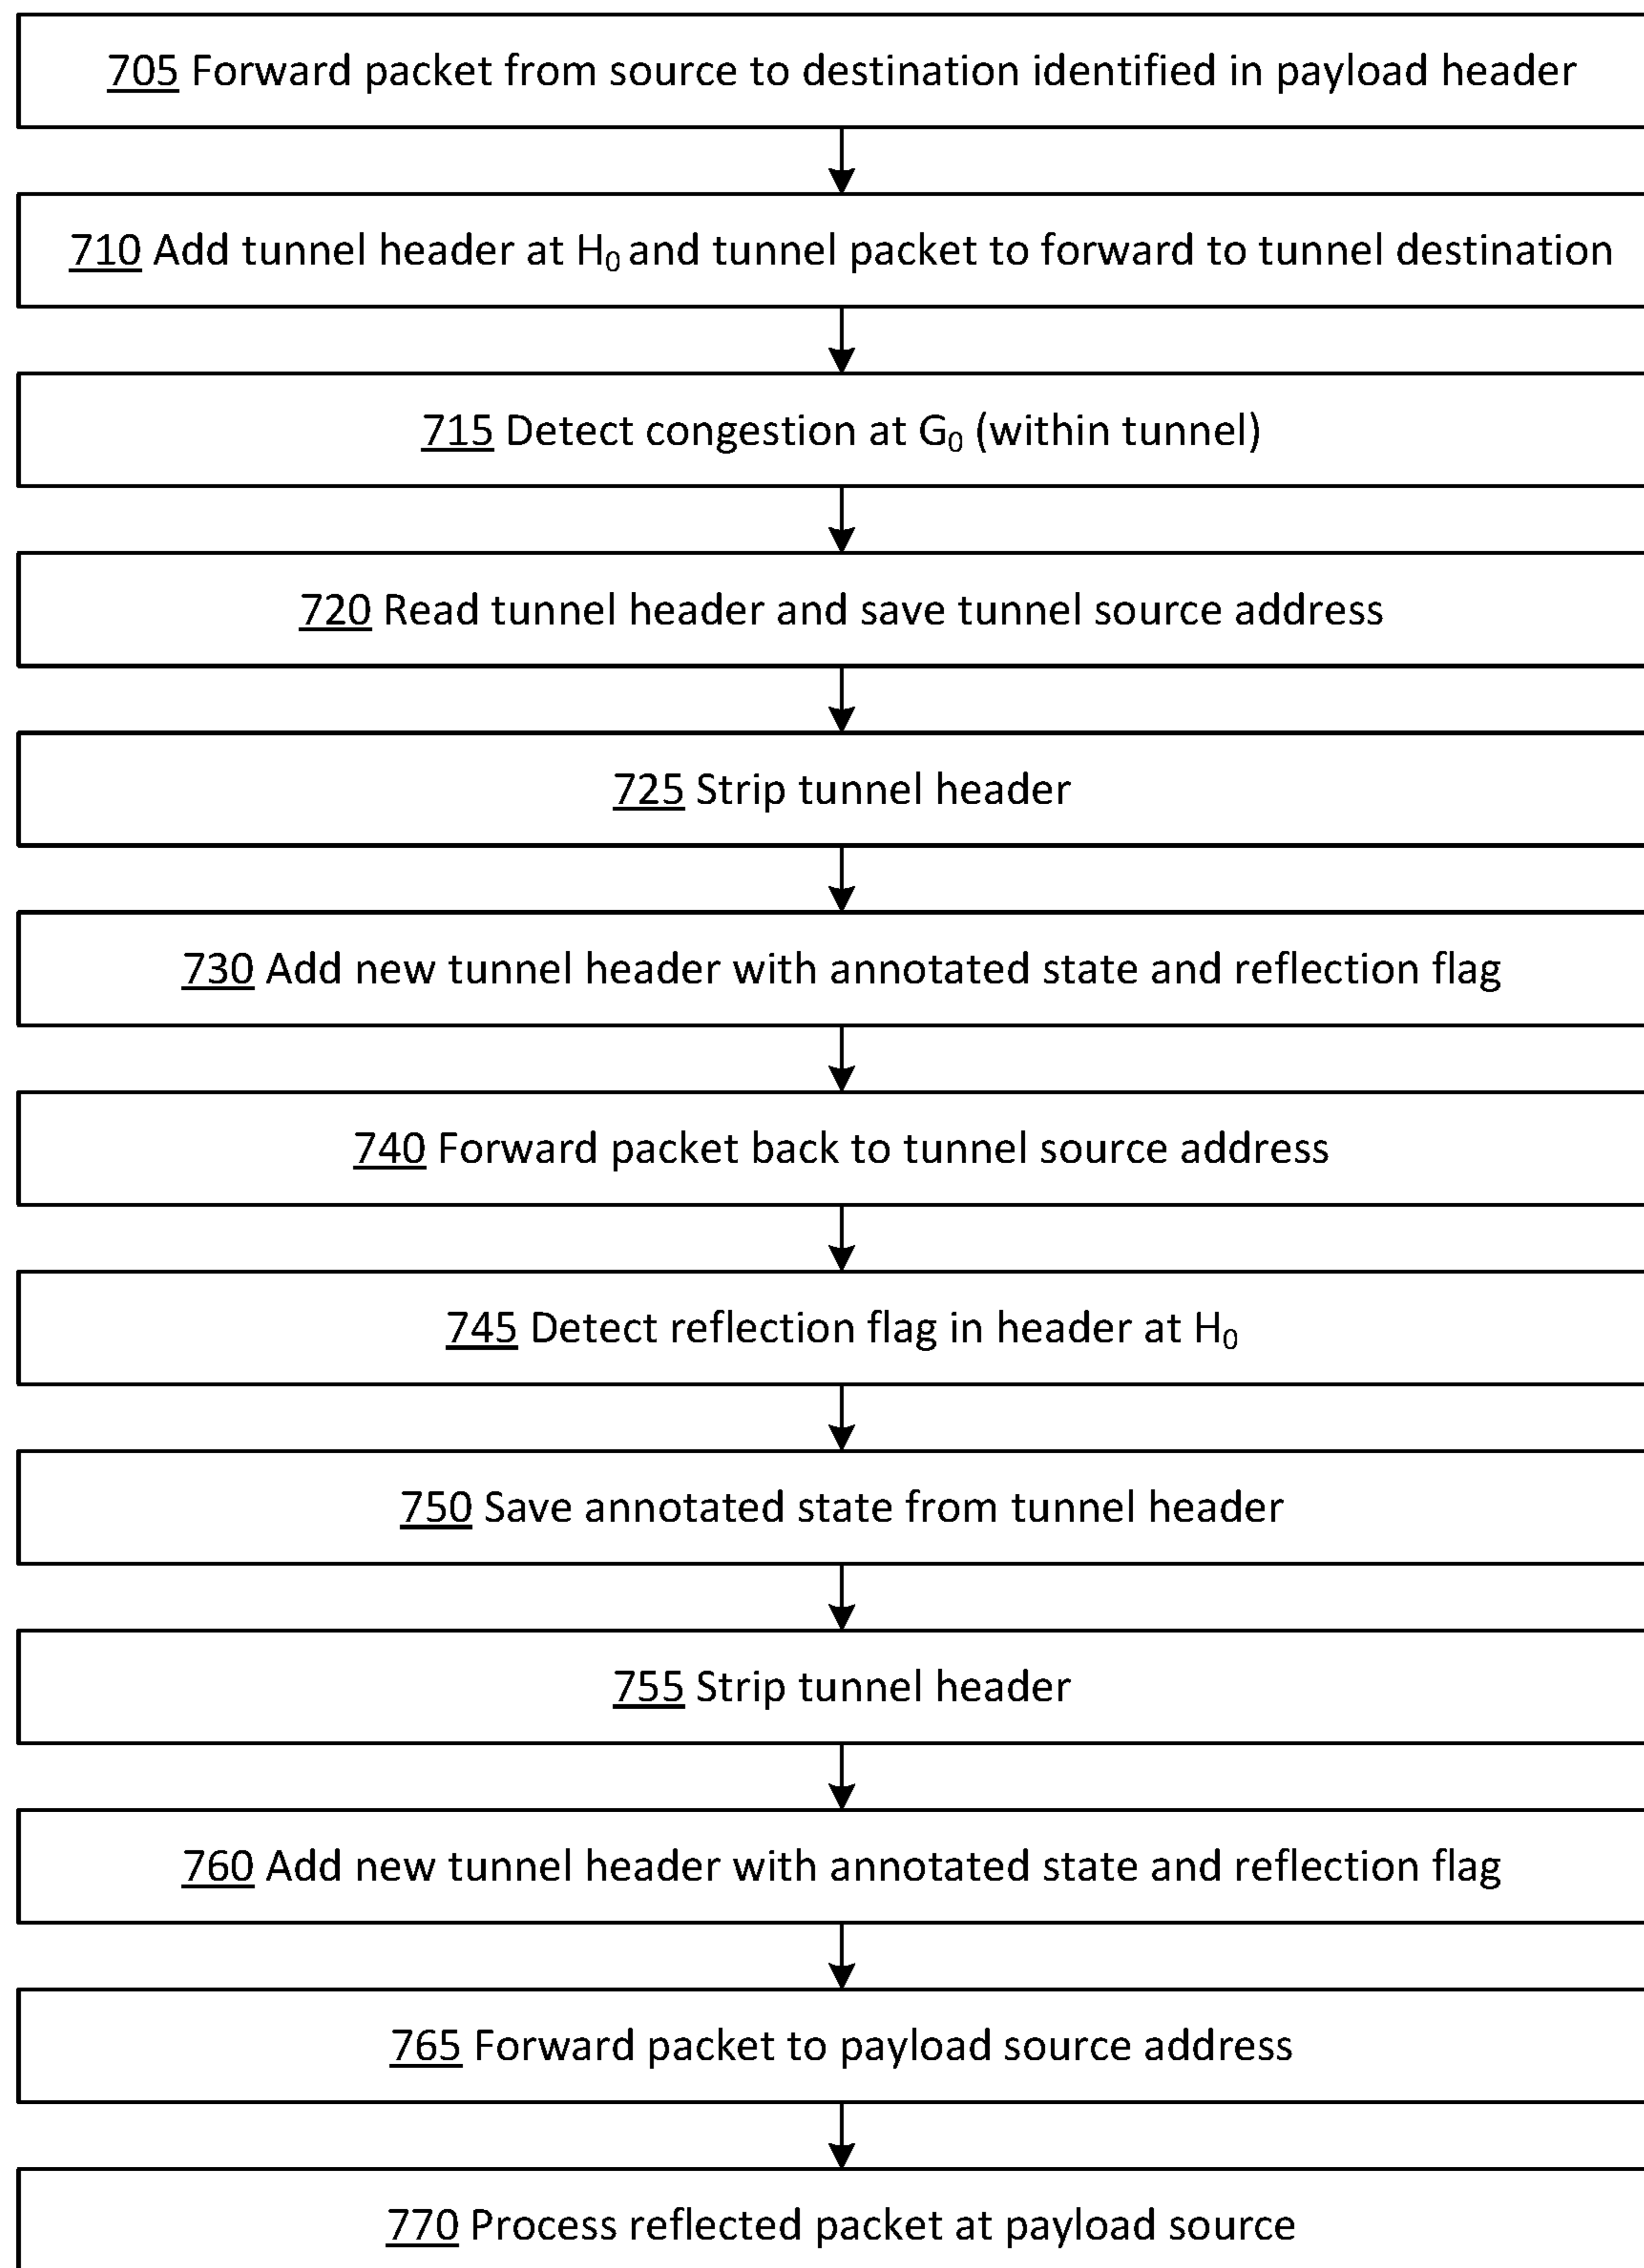 705 Forward packet from source to destination identified in payload header
710 Add tunnel header at H₀ and tunnel packet to forward to tunnel destination
715 Detect congestion at G₀ (within tunnel)
720 Read tunnel header and save tunnel source address
725 Strip tunnel header
730 Add new tunnel header with annotated state and reflection flag
740 Forward packet back to tunnel source address
745 Detect reflection flag in header at H₀
750 Save annotated state from tunnel header
755 Strip tunnel header
760 Add new tunnel header with annotated state and reflection flag
765 Forward packet to payload source address
770 Process reflected packet at payload source